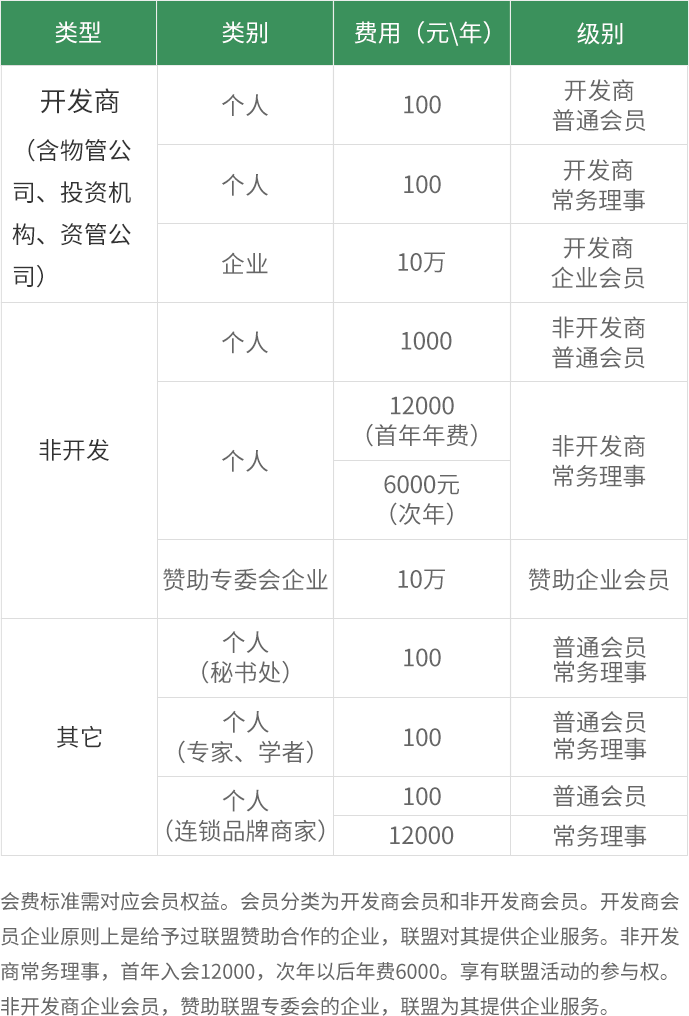 类型 类别 费用（元\年） 级别
开发商
（含物管公
司、投资机
构、资管公
司）
个人 100 开发商
普通会员
个人 100 开发商
常务理事
企业 10万 开发商
企业会员
非开发
个人 1000 非开发商
普通会员
个人
12000
（首年年费）
6000元
（次年）
非开发商
常务理事
赞助专委会企业 10万 赞助企业会员
其它
个人
（秘书处）
100
普通会员
常务理事
个人
（专家、学者）
100
普通会员
常务理事
个人
（连锁品牌商家）
100 普通会员
12000 常务理事
会费标准需对应会员权益。会员分类为开发商会员和非开发商会员。开发商会
员企业原则上是给予过联盟赞助合作的企业，联盟对其提供企业服务。非开发
商常务理事，首年入会12000，次年以后年费6000。享有联盟活动的参与权。
非开发商企业会员，赞助联盟专委会的企业，联盟为其提供企业服务。